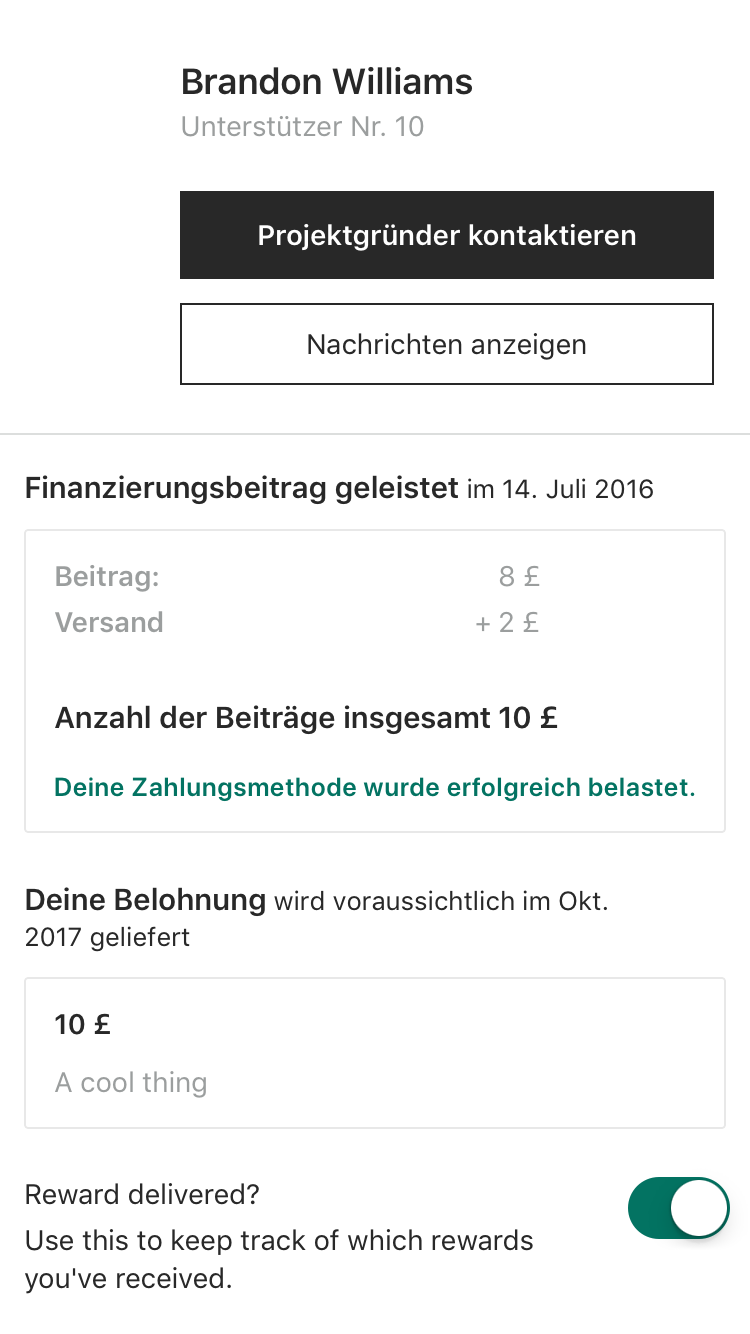 Brandon Williams
Unterstützer Nr. 10
Projektgründer kontaktieren
Nachrichten anzeigen
Finanzierungsbeitrag geleistet im 14. Juli 2016
Beitrag: 8 £
Versand + 2 £
Anzahl der Beiträge insgesamt 10 £
Deine Zahlungsmethode wurde erfolgreich belastet.
Deine Belohnung wird voraussichtlich im Okt.
2017 geliefert
10 £
A cool thing
Reward delivered?
Use this to keep track of which rewards
you've received.